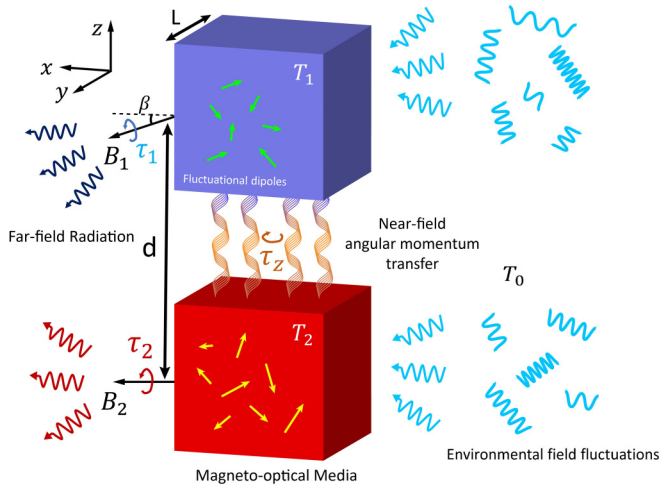 L
z
x
y
T1
β
B1
τ1
Fluctuational dipoles
Far-field Radiation
d
τz
Near-field
angular momentum
transfer
T0
T2
τ2
B2
Magneto-optical Media
Environmental field fluctuations